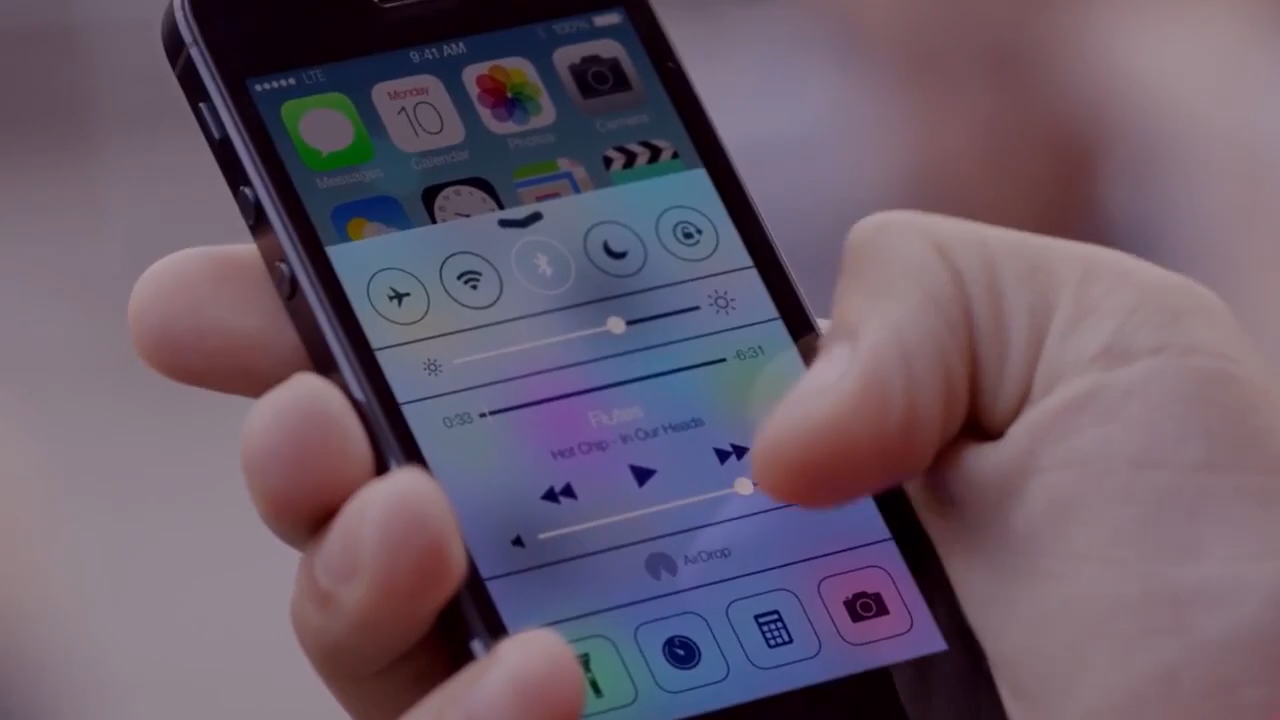 LTE 9:41 AM 100%
Monday
10
Messages Calendar Photos Camera
0:33 -6:31
Flutes
Hot Chip - In Our Heads
AirDrop